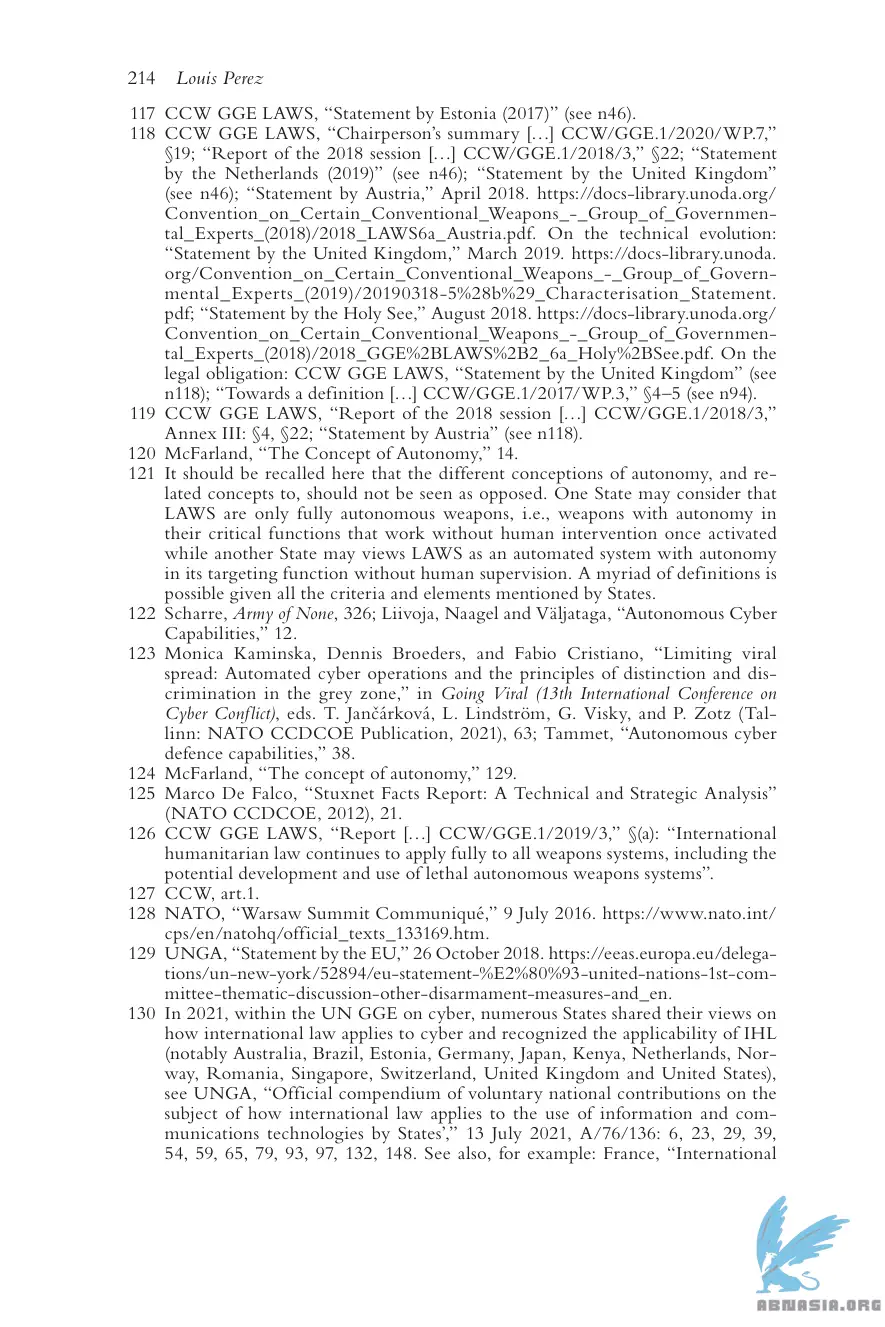 214 Louis Perez
117 CCW GGE LAWS, “Statement by Estonia (2017)” (see n46).
118 CCW GGE LAWS, “Chairperson’s summary […] CCW/GGE.1/2020/WP.7,”
§19; “Report of the 2018 session […] CCW/GGE.1/2018/3,” §22; “Statement
by the Netherlands (2019)” (see n46); “Statement by the United Kingdom”
(see n46); “Statement by Austria,” April 2018. https://docs-library.unoda.org/
Convention_on_Certain_Conventional_Weapons_-_Group_of_Governmen-
tal_Experts_(2018)/2018_LAWS6a_Austria.pdf. On the technical evolution:
“Statement by the United Kingdom,” March 2019. https://docs-library.unoda.
org/Convention_on_Certain_Conventional_Weapons_-_Group_of_Govern-
mental_Experts_(2019)/20190318-5%28b%29_Characterisation_Statement.
pdf; “Statement by the Holy See,” August 2018. https://docs-library.unoda.org/
Convention_on_Certain_Conventional_Weapons_-_Group_of_Governmen-
tal_Experts_(2018)/2018_GGE%2BLAWS%2B2_6a_Holy%2BSee.pdf. On the
legal obligation: CCW GGE LAWS, “Statement by the United Kingdom” (see
n118); “Towards a definition […] CCW/GGE.1/2017/WP.3,” §4–5 (see n94).
119 CCW GGE LAWS, “Report of the 2018 session […] CCW/GGE.1/2018/3,”
Annex III: §4, §22; “Statement by Austria” (see n118).
120 McFarland, “The Concept of Autonomy,” 14.
121 It should be recalled here that the different conceptions of autonomy, and re-
lated concepts to, should not be seen as opposed. One State may consider that
LAWS are only fully autonomous weapons, i.e., weapons with autonomy in
their critical functions that work without human intervention once activated
while another State may views LAWS as an automated system with autonomy
in its targeting function without human supervision. A myriad of definitions is
possible given all the criteria and elements mentioned by States.
122 Scharre, Army of None, 326; Liivoja, Naagel and Väljataga, “Autonomous Cyber
Capabilities,” 12.
123 Monica Kaminska, Dennis Broeders, and Fabio Cristiano, “Limiting viral
spread: Automated cyber operations and the principles of distinction and dis-
crimination in the grey zone,” in Going Viral (13th International Conference on
Cyber Conflict), eds. T. Jančárková, L. Lindström, G. Visky, and P. Zotz (Tal-
linn: NATO CCDCOE Publication, 2021), 63; Tammet, “Autonomous cyber
defence capabilities,” 38.
124 McFarland, “The concept of autonomy,” 129.
125 Marco De Falco, “Stuxnet Facts Report: A Technical and Strategic Analysis”
(NATO CCDCOE, 2012), 21.
126 CCW GGE LAWS, “Report […] CCW/GGE.1/2019/3,” §(a): “International
humanitarian law continues to apply fully to all weapons systems, including the
potential development and use of lethal autonomous weapons systems”.
127 CCW, art.1.
128 NATO, “Warsaw Summit Communiqué,” 9 July 2016. https://www.nato.int/
cps/en/natohq/official_texts_133169.htm.
129 UNGA, “Statement by the EU,” 26 October 2018. https://eeas.europa.eu/delega-
tions/un-new-york/52894/eu-statement-%E2%80%93-united-nations-1st-com-
mittee-thematic-discussion-other-disarmament-measures-and_en.
130 In 2021, within the UN GGE on cyber, numerous States shared their views on
how international law applies to cyber and recognized the applicability of IHL
(notably Australia, Brazil, Estonia, Germany, Japan, Kenya, Netherlands, Nor-
way, Romania, Singapore, Switzerland, United Kingdom and United States),
see UNGA, “Official compendium of voluntary national contributions on the
subject of how international law applies to the use of information and com-
munications technologies by States’,” 13 July 2021, A/76/136: 6, 23, 29, 39,
54, 59, 65, 79, 93, 97, 132, 148. See also, for example: France, “International
ABNASIA.ORG